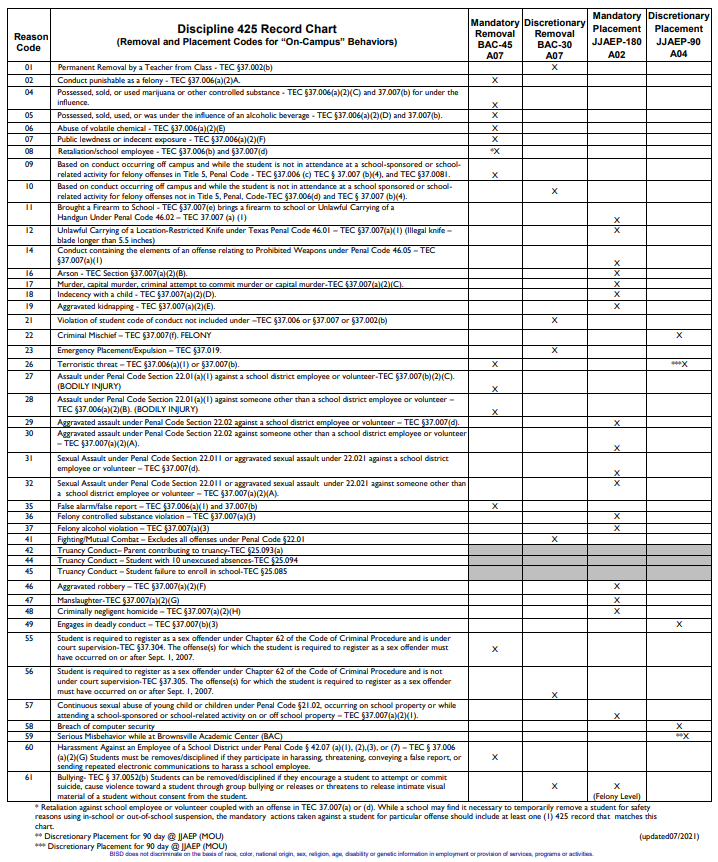 Reason
Code
Discipline 425 Record Chart
(Removal and Placement Codes for "On-Campus" Behaviors)
Mandatory
Removal
BAC-45
A07
Discretionary
Removal
BAC-30
A07
Mandatory
Placement
JJAEP-180
A02
Discretionary
Placement
JJAEP-90
A04
01 Permanent Removal by a Teacher from Class - TEC §37.002(b) X
02 Conduct punishable as a felony - TEC §37.006(a)(2)A. X
04 Possessed, sold, or used marijuana or other controlled substance - TEC §37.006(a)(2)(C) and 37.007(b) for under the
influence. X
05 Possessed, sold, used, or was under the influence of an alcoholic beverage - TEC §37.006(a)(2)(D) and 37.007(b). X
06 Abuse of volatile chemical - TEC §37.006(a)(2)(E) X
07 Public lewdness or indecent exposure - TEC §37.006(a)(2)(F) X
08 Retaliation/school employee - TEC §37.006(b) and §37.007(d) *X
09 Based on conduct occurring off campus and while the student is not in attendance at a school-sponsored or school-
related activity for felony offenses in Title 5, Penal Code - TEC §37.006 (c) TEC § 37.007 (b)(4), and TEC §37.0081. X
10 Based on conduct occurring off campus and while the student is not in attendance at a school sponsored or school-
related activity for felony offenses not in Title 5, Penal, Code-TEC §37.006(d) and TEC § 37.007 (b)(4). X
11 Brought a Firearm to School - TEC §37.007(e) brings a firearm to school or Unlawful Carrying of a
Handgun Under Penal Code 46.02 – TEC 37.007 (a) (1) X
12 Unlawful Carrying of a Location-Restricted Knife under Texas Penal Code 46.01 – TEC §37.007(a)(1) (Illegal knife –
blade longer than 5.5 inches) X
14 Conduct containing the elements of an offense relating to Prohibited Weapons under Penal Code 46.05 – TEC
§37.007(a)(1) X
16 Arson - TEC Section §37.007(a)(2)(B). X
17 Murder, capital murder, criminal attempt to commit murder or capital murder-TEC §37.007(a)(2)(C). X
18 Indecency with a child - TEC §37.007(a)(2)(D). X
19 Aggravated kidnapping - TEC §37.007(a)(2)(E). X
21 Violation of student code of conduct not included under –TEC §37.006 or §37.007 or §37.002(b) X
22 Criminal Mischief – TEC §37.007(f). FELONY X
23 Emergency Placement/Expulsion – TEC §37.019. X
26 Terroristic threat – TEC §37.006(a)(1) or §37.007(b). X ***X
27 Assault under Penal Code Section 22.01(a)(1) against a school district employee or volunteer-TEC §37.007(b)(2)(C).
(BODILY INJURY) X
28 Assault under Penal Code Section 22.01(a)(1) against someone other than a school district employee or volunteer –
TEC §37.006(a)(2)(B). (BODILY INJURY) X
29 Aggravated assault under Penal Code Section 22.02 against a school district employee or volunteer – TEC §37.007(d). X
30 Aggravated assault under Penal Code Section 22.02 against someone other than a school district employee or volunteer
– TEC §37.007(a)(2)(A). X
31 Sexual Assault under Penal Section 22.011 or aggravated sexual assault under 22.021 against a school district
employee or volunteer – TEC §37.007(d). X
32 Sexual Assault under Penal Section 22.011 or aggravated sexual assault under 22.021 against someone other than
a school district employee or volunteer – TEC §37.007(a)(2)(A). X
35 False alarm/false report – TEC §37.006(a)(1) and 37.007(b) X
36 Felony controlled substance violation – TEC §37.007(a)(3) X
37 Felony alcohol violation – TEC §37.007(a)(3) X
41 Fighting/Mutual Combat – Excludes all offenses under Penal Code §22.01 X
42 Truancy Conduct– Parent contributing to truancy-TEC §25.093(a)
44 Truancy Conduct – Student with 10 unexcused absences-TEC §25.094
45 Truancy Conduct – Student failure to enroll in school-TEC §25.085
46 Aggravated robbery – TEC §37.007(a)(2)(F) X
47 Manslaughter-TEC §37.007(a)(2)(G) X
48 Criminally negligent homicide – TEC §37.007(a)(2)(H) X
49 Engages in deadly conduct – TEC §37.007(b)(3) X
55 Student is required to register as a sex offender under Chapter 62 of the Code of Criminal Procedure and is under
court supervision-TEC §37.304. The offense(s) for which the student is required to register as a sex offender must
have occurred on or after Sept. 1, 2007. X
56 Student is required to register as a sex offender under Chapter 62 of the Code of Criminal Procedure and is not
under court supervision-TEC §37.305. The offense(s) for which the student is required to register as a sex offender
must have occurred on or after Sept. 1, 2007. X
57 Continuous sexual abuse of young child or children under Penal Code §21.02, occurring on school property or while
attending a school-sponsored or school-related activity on or off school property – TEC §37.007(a)(2)(1). X
58 Breach of computer security X
59 Serious Misbehavior while at Brownsville Academic Center (BAC) **X
60 Harassment Against an Employee of a School District under Penal Code § 42.07 (a)(1), (2),(3), or (7) – TEC § 37.006
(a)(2)(G) Students must be removed/disciplined if they participate in harassing, threatening, conveying a false report, or
sending repeated electronic communications to harass a school employee. X
61 Bullying- TEC § 37.0052(b) Students can be removed/disciplined if they encourage a student to attempt or commit
suicide, cause violence toward a student through group bullying or releases or threatens to release intimate visual
material of a student without consent from the student. X X
(Felony Level)
* Retaliation against school employee or volunteer coupled with an offense in TEC 37.007(a) or (d). While a school may find it necessary to temporarily remove a student for safety
reasons using in-school or out-of-school suspension, the mandatory actions taken against a student for particular offense should include at least one (1) 425 record that matches this
chart.
** Discretionary Placement for 90 day @ JJAEP (MOU) (updated07/2021)
*** Discretionary Placement for 90 day @ JJAEP (MOU)
BISD does not discriminate on the basis of race, color, national origin, sex, religion, age, disability or genetic information in employment or provision of services, programs or activities.